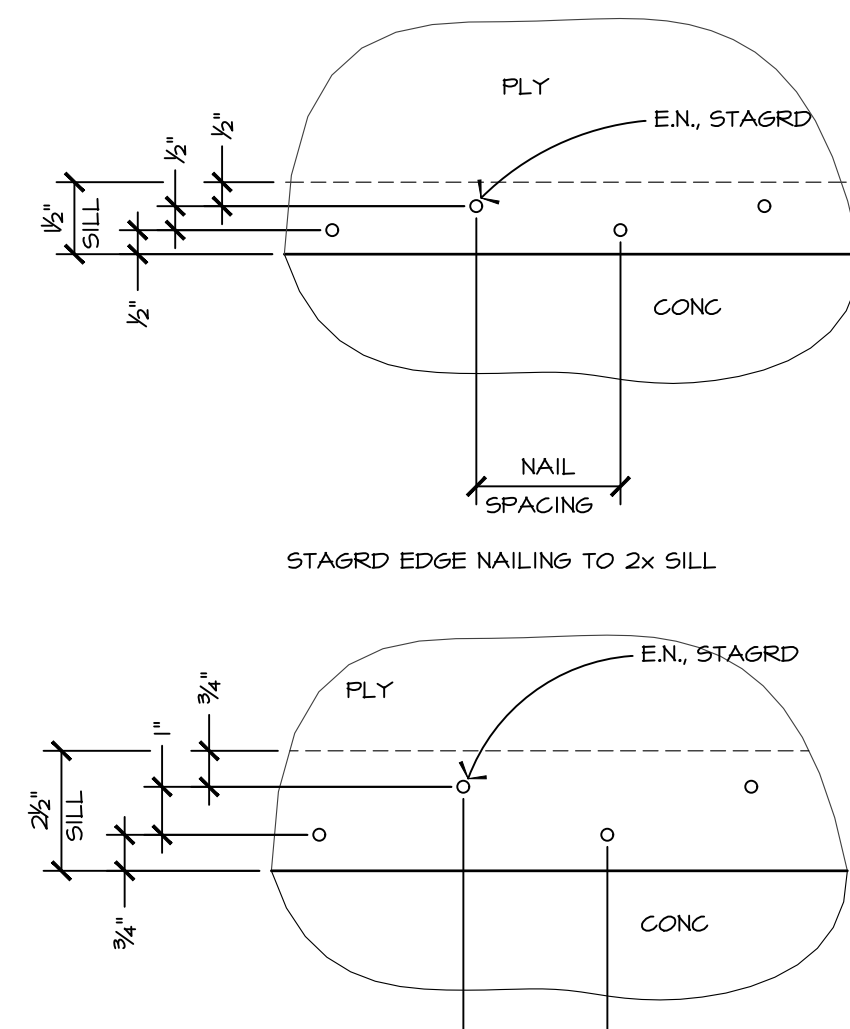 PLY
E.N., STAGRD
½"
½"
1½"
SILL
½"
CONC
NAIL
SPACING
STAGRD EDGE NAILING TO 2x SILL
E.N., STAGRD
PLY
¾"
1"
2½"
SILL
¾"
CONC